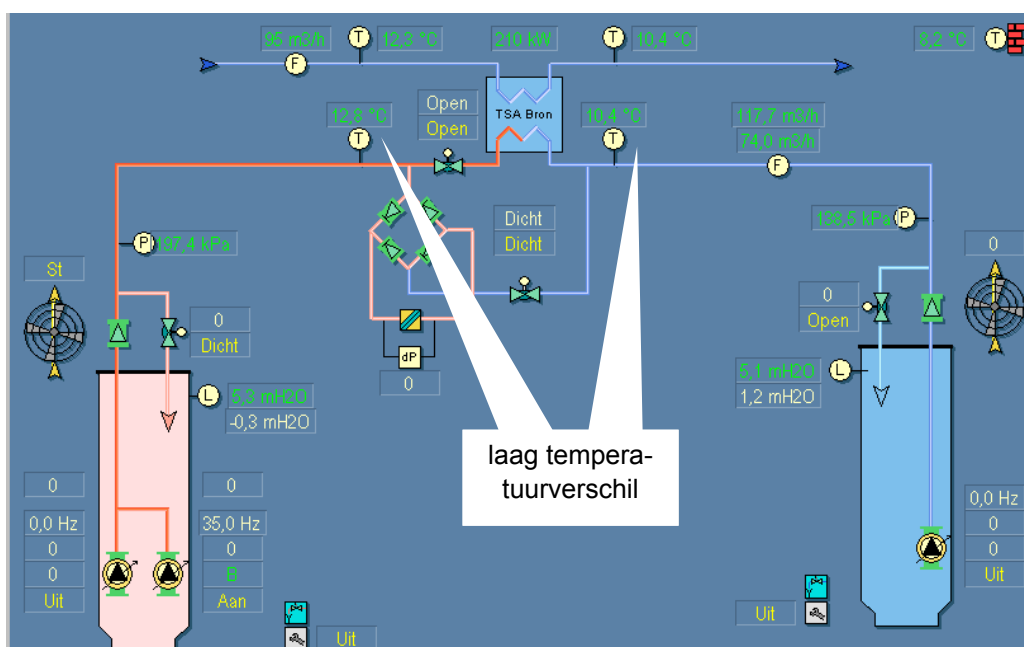 96 m3/h
T
12,3 °C
210 kW
T
10,4 °C
8,2 °C
T
F
TSA Bron
Open
Open
12,8 °C
T
10,4 °C
T
117,7 m3/h
74,0 m3/h
F
P
197,4 kPa
Dicht
Dicht
138,5 kPa
P
St
0
0
Dicht
0
Open
dP
0
L
5,3 mH2O
-0,3 mH2O
5,1 mH2O
L
1,2 mH2O
laag tempera-
tuurverschil
0
0
0,0 Hz
0
0
Uit
35,0 Hz
0
B
Aan
0,0 Hz
0
0
Uit
Uit
Uit